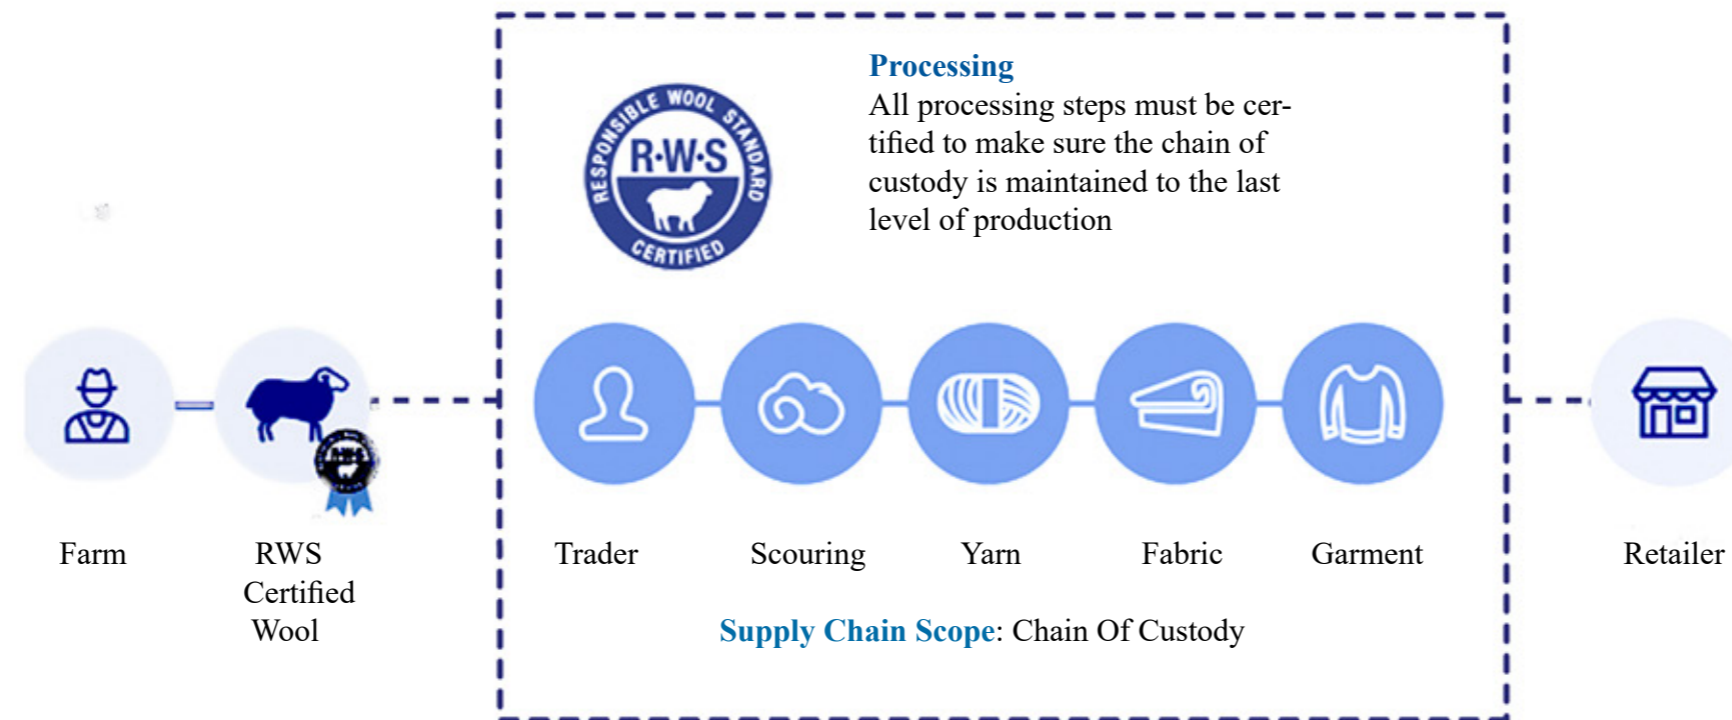 Processing
All processing steps must be cer-
tified to make sure the chain of
custody is maintained to the last
level of production
RESPONSIBLE WOOL STANDARD
R·W·S
CERTIFIED
Farm
RWS
Certified
Wool
Trader
Scouring
Yarn
Fabric
Garment
Retailer
Supply Chain Scope: Chain Of Custody